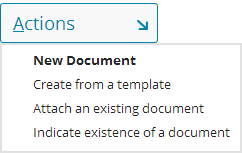 Actions
New Document
Create from a template
Attach an existing document
Indicate existence of a document